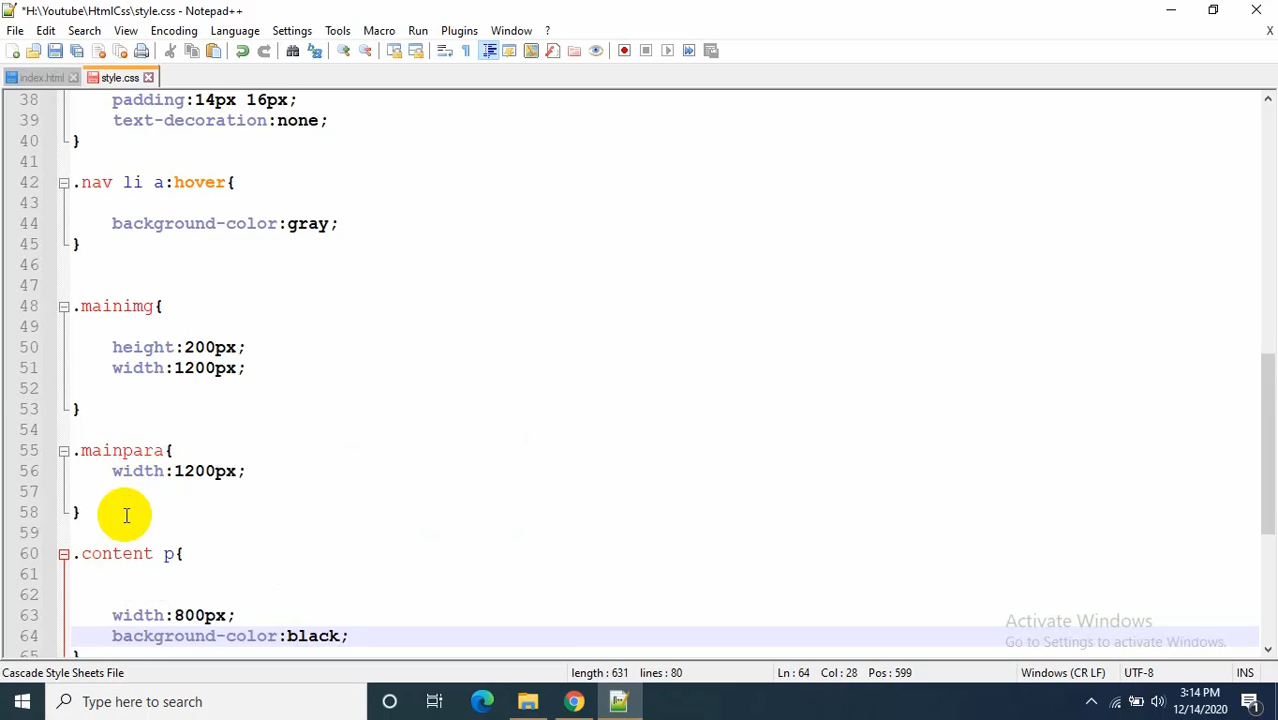 *H:\Youtube\HtmlCss\style.css - Notepad++
File Edit Search View Encoding Language Settings Tools Macro Run Plugins Window ? X
index.html style.css
38 padding:14px 16px;
39 text-decoration:none;
40 }
41
42 .nav li a:hover{
43
44 background-color:gray;
45 }
46
47
48 .mainimg{
49
50 height:200px;
51 width:1200px;
52
53 }
54
55 .mainpara{
56 width:1200px;
57
58 }
59
60 .content p{
61
62
63 width:800px;
64 background-color:black;
65 }
Activate Windows
Go to Settings to activate Windows.
Cascade Style Sheets File length : 631 lines : 80 Ln : 64 Col : 28 Pos : 599 Windows (CR LF) UTF-8 INS
Type here to search
3:14 PM
12/14/2020
1